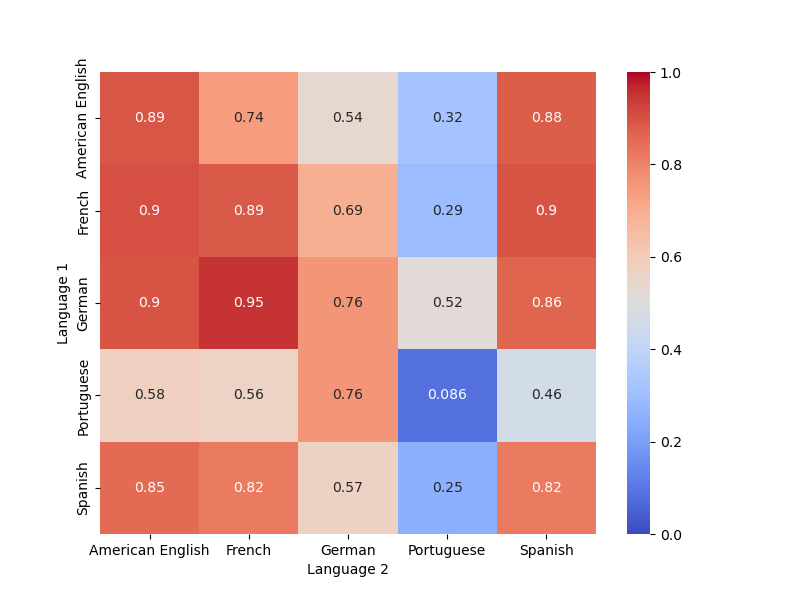 American English
0.89 0.74 0.54 0.32 0.88
French
0.9 0.89 0.69 0.29 0.9
Language 1
German
0.9 0.95 0.76 0.52 0.86
Portuguese
0.58 0.56 0.76 0.086 0.46
Spanish
0.85 0.82 0.57 0.25 0.82
American English French German Portuguese Spanish
Language 2
1.0
0.8
0.6
0.4
0.2
0.0